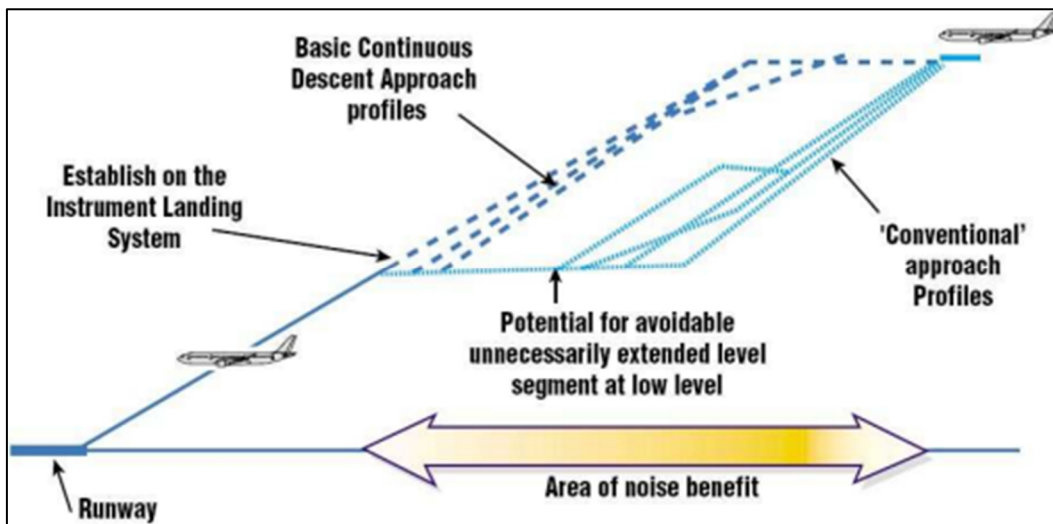 Basic Continuous
Descent Approach
profiles
Establish on the
Instrument Landing
System
'Conventional'
approach
Profiles
Potential for avoidable
unnecessarily extended level
segment at low level
Area of noise benefit
Runway